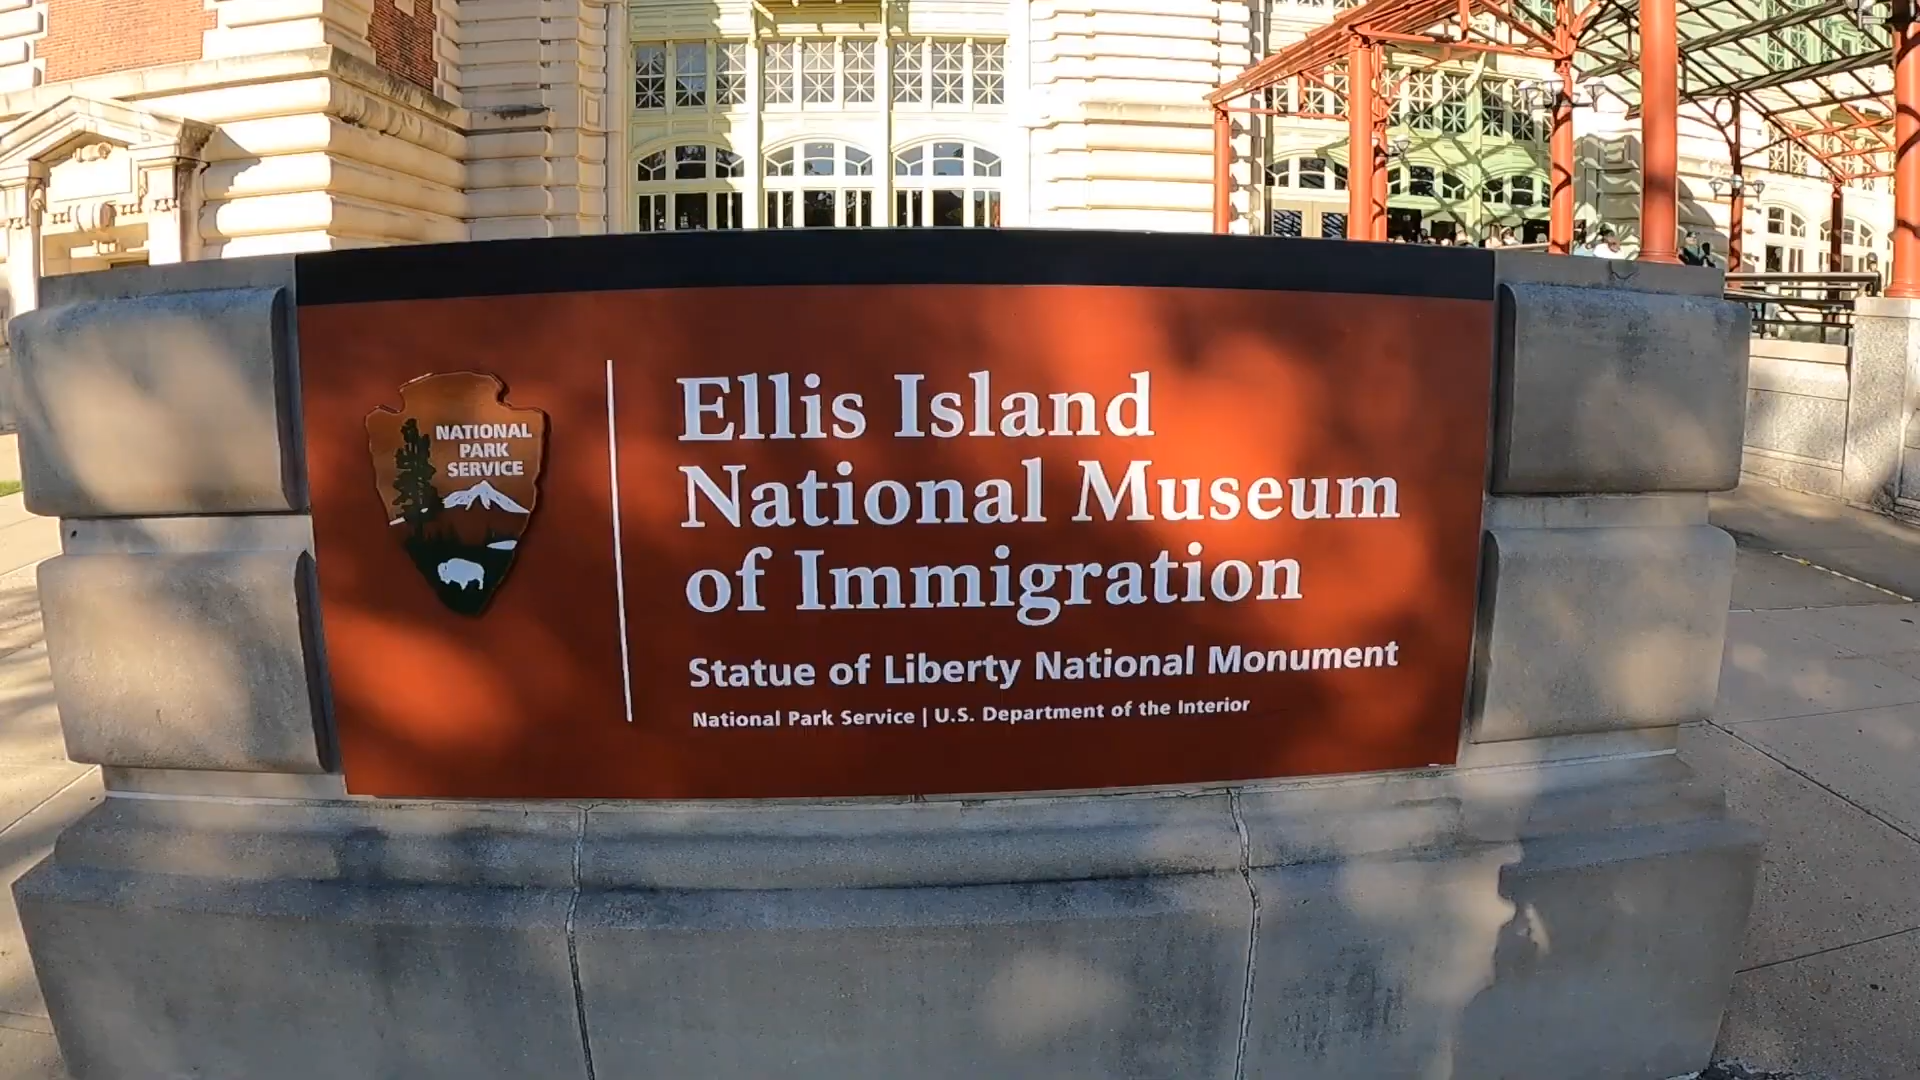 NATIONAL
PARK
SERVICE
Ellis Island
National Museum
of Immigration
Statue of Liberty National Monument
National Park Service | U.S. Department of the Interior